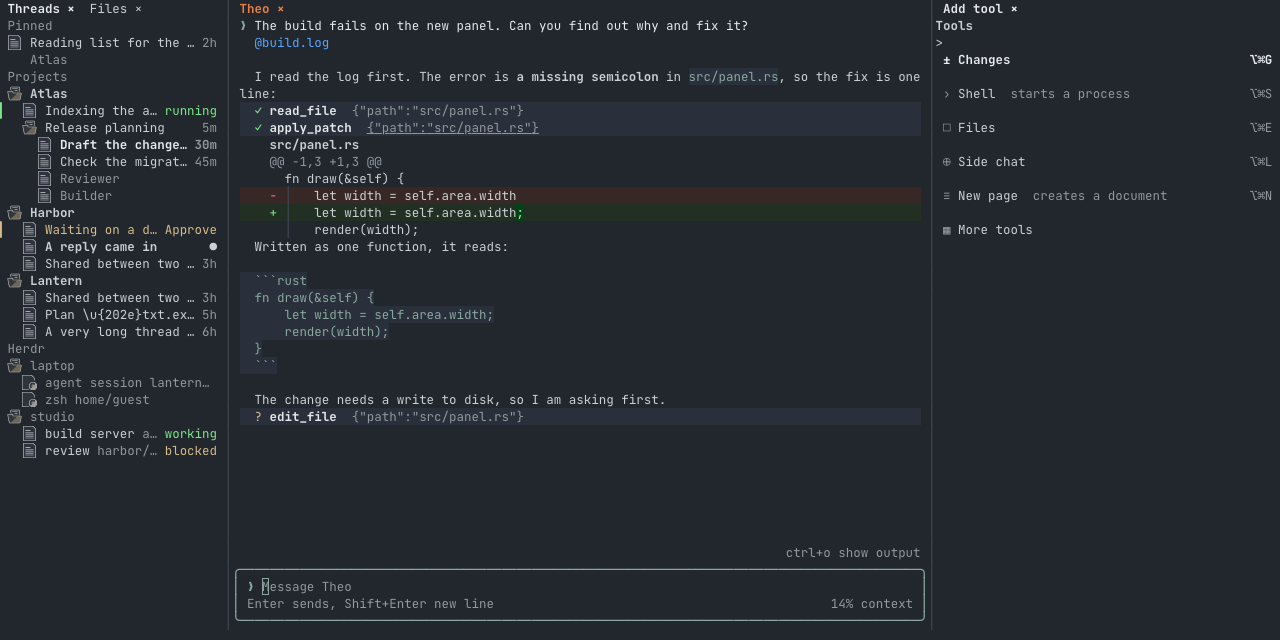 Threads × Files ×
Pinned
Reading list for the … 2h
Atlas
Projects
Atlas
Indexing the a… running
Release planning 5m
Draft the change… 30m
Check the migrat… 45m
Reviewer
Builder
Harbor
Waiting on a d… Approve
A reply came in ●
Shared between two … 3h
Lantern
Shared between two … 3h
Plan \u{202e}txt.ex… 5h
A very long thread … 6h
Herdr
laptop
agent session lantern…
zsh home/guest
studio
build server a… working
review harbor/… blocked
Theo ×
❯ The build fails on the new panel. Can you find out why and fix it?
@build.log
I read the log first. The error is a missing semicolon in src/panel.rs, so the fix is one
line:
✓ read_file {"path":"src/panel.rs"}
✓ apply_patch {"path":"src/panel.rs"}
src/panel.rs
@@ -1,3 +1,3 @@
fn draw(&self) {
- let width = self.area.width
+ let width = self.area.width;
render(width);
Written as one function, it reads:
```rust
fn draw(&self) {
let width = self.area.width;
render(width);
}
```
The change needs a write to disk, so I am asking first.
? edit_file {"path":"src/panel.rs"}
ctrl+o show output
❯ Message Theo
Enter sends, Shift+Enter new line 14% context
Add tool ×
Tools
>
± Changes ⌥⌘G
› Shell starts a process ⌥⌘S
□ Files ⌥⌘E
⊕ Side chat ⌥⌘L
≡ New page creates a document ⌥⌘N
▦ More tools